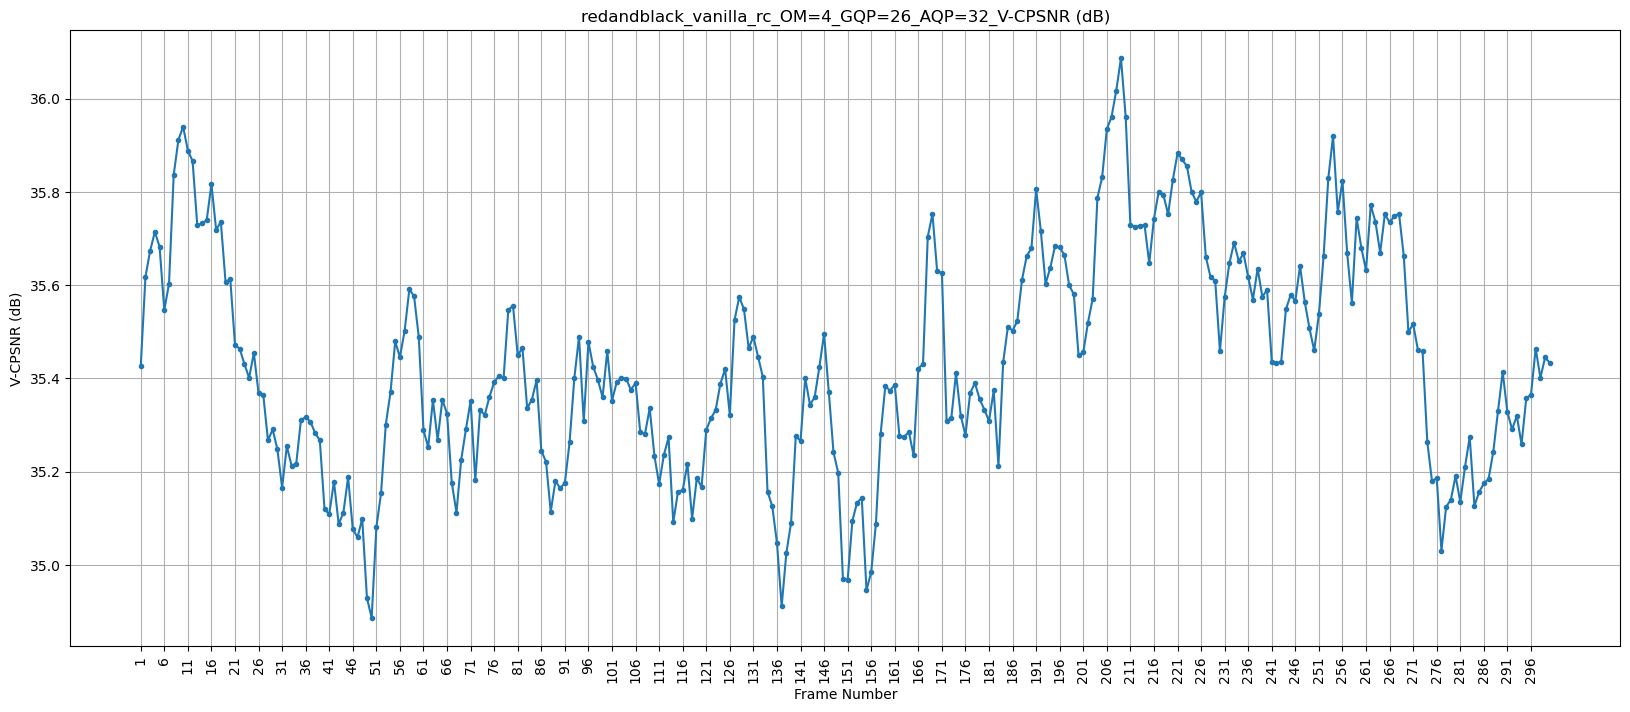 redandblack_vanilla_rc_OM=4_GQP=26_AQP=32_V-CPSNR (dB)
V-CPSNR (dB)
36.0
35.8
35.6
35.4
35.2
35.0
1 6 11 16 21 26 31 36 41 46 51 56 61 66 71 76 81 86 91 96 101 106 111 116 121 126 131 136 141 146 151 156 161 166 171 176 181 186 191 196 201 206 211 216 221 226 231 236 241 246 251 256 261 266 271 276 281 286 291 296
Frame Number